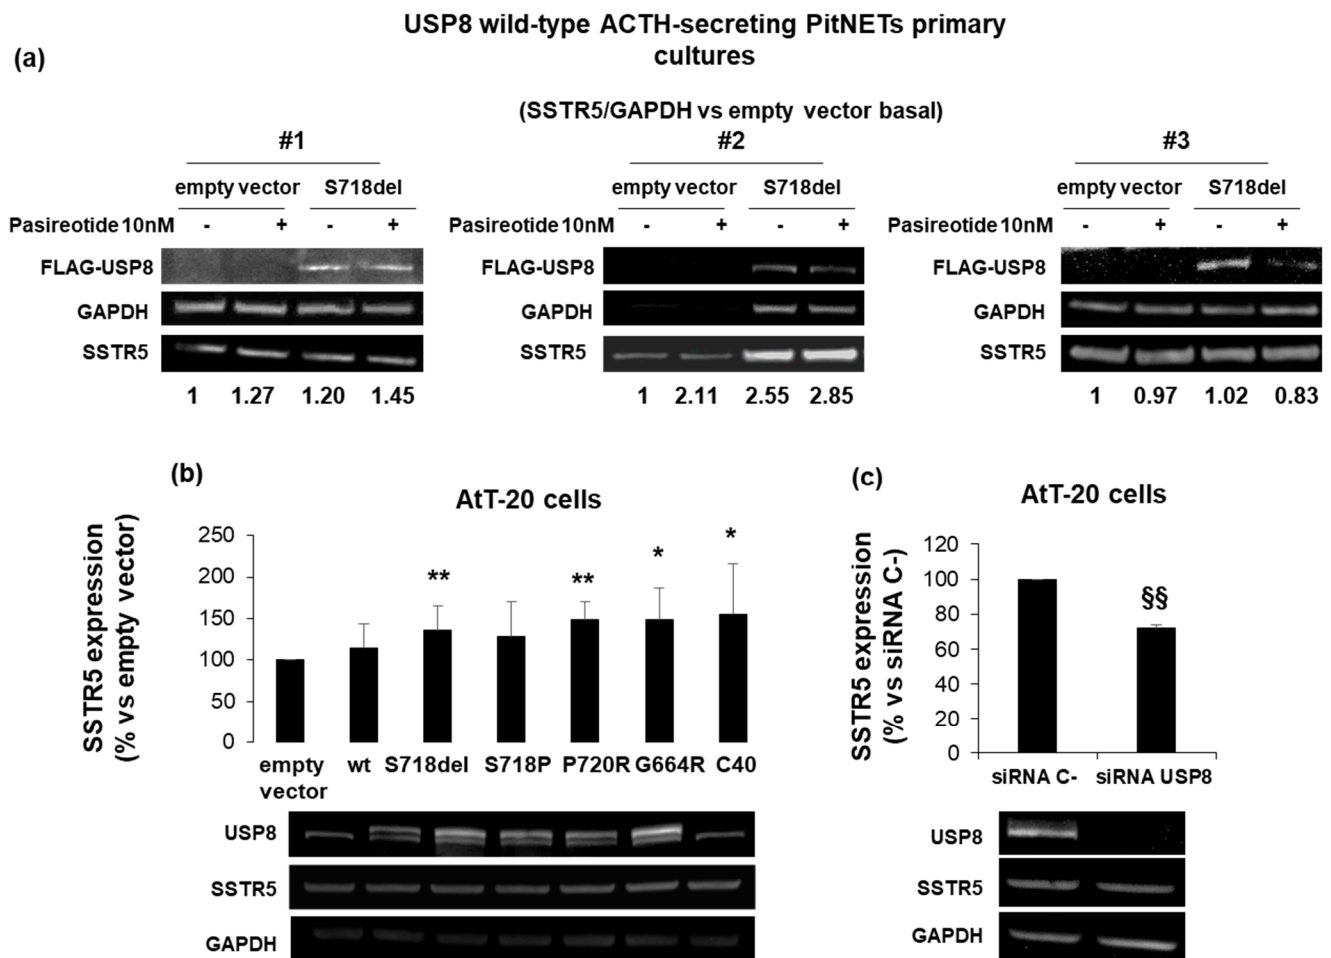 USP8 wild-type ACTH-secreting PitNETs primary
cultures
(a)
(SSTR5/GAPDH vs empty vector basal)
#1
#2
#3
empty vector S718del
empty vector S718del
empty vector S718del
Pasireotide 10nM - + - +
Pasireotide 10nM - + - +
Pasireotide 10nM - + - +
FLAG-USP8
FLAG-USP8
FLAG-USP8
GAPDH
GAPDH
GAPDH
SSTR5
SSTR5
SSTR5
1 1.27 1.20 1.45
1 2.11 2.55 2.85
1 0.97 1.02 0.83
(b)
AtT-20 cells
SSTR5 expression
(% vs empty vector)
250
200
150
100
50
0
** ** * *
empty
vector
wt S718del S718P P720R G664R C40
USP8
SSTR5
GAPDH
(c)
AtT-20 cells
SSTR5 expression
(% vs siRNA C-)
120
100
80
60
40
20
0
§§
siRNA C- siRNA USP8
USP8
SSTR5
GAPDH